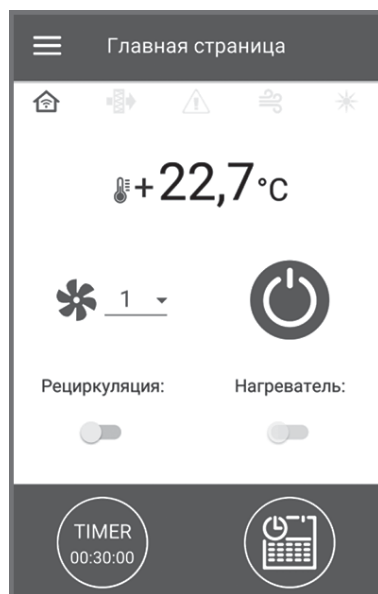 Главная страница
+22,7°C
1
Рециркуляция: Нагреватель:
TIMER
00:30:00